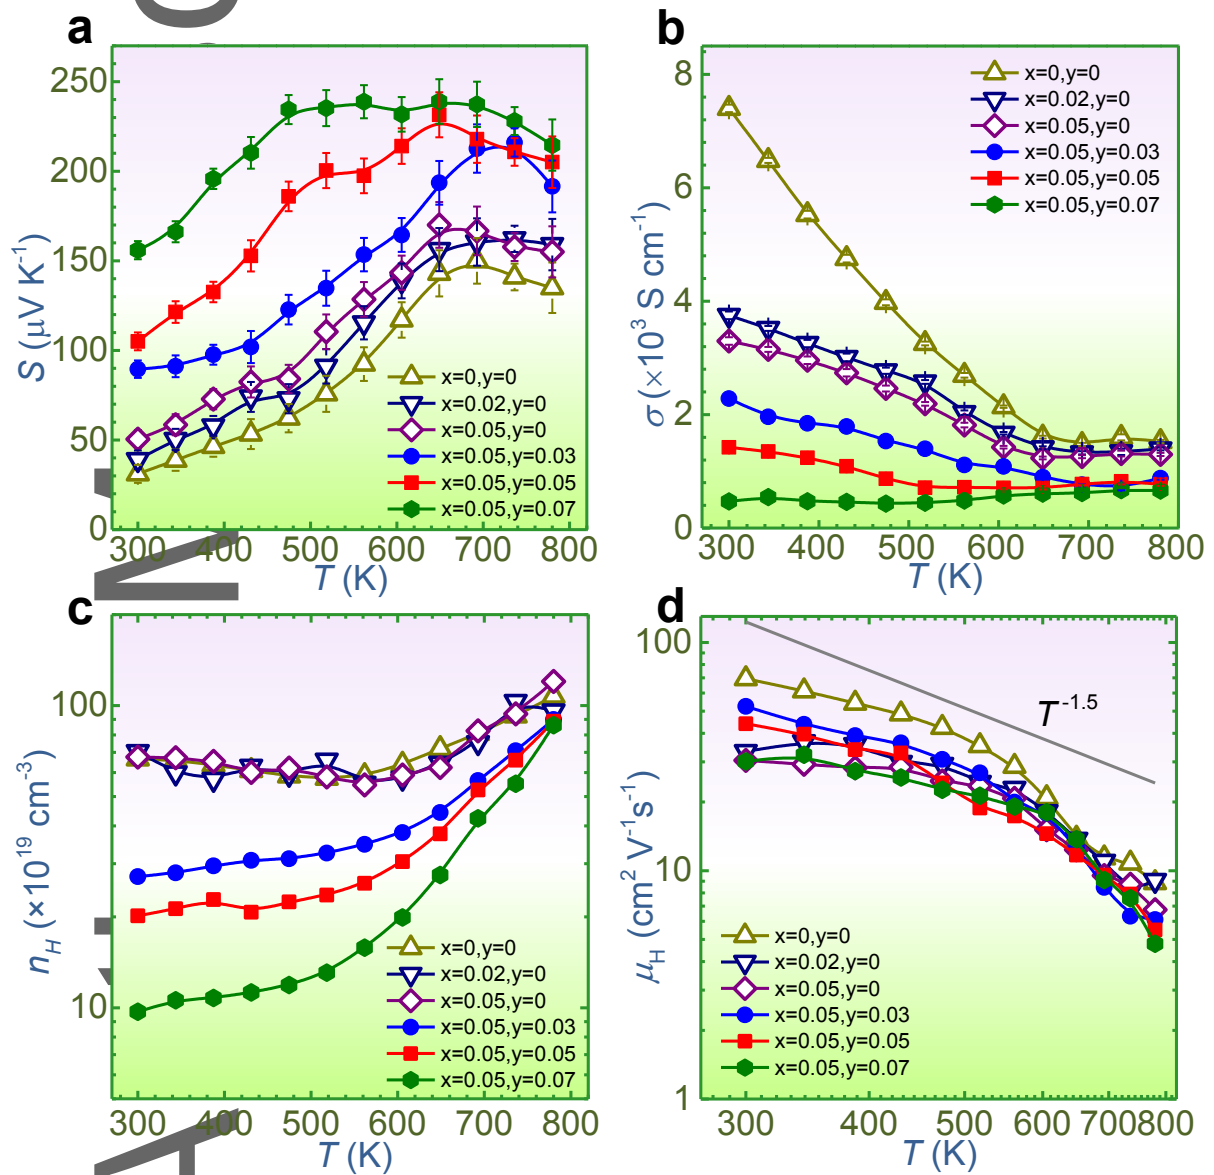 a
250
200
150
100
50
0
S (μV K⁻¹)
x=0,y=0
x=0.02,y=0
x=0.05,y=0
x=0.05,y=0.03
x=0.05,y=0.05
x=0.05,y=0.07
300 400 500 600 700 800
T (K)
b
8
6
4
2
0
σ (×10³ S cm⁻¹)
x=0,y=0
x=0.02,y=0
x=0.05,y=0
x=0.05,y=0.03
x=0.05,y=0.05
x=0.05,y=0.07
300 400 500 600 700 800
T (K)
c
100
10
n_H (×10¹⁹ cm⁻³)
x=0,y=0
x=0.02,y=0
x=0.05,y=0
x=0.05,y=0.03
x=0.05,y=0.05
x=0.05,y=0.07
300 400 500 600 700 800
T (K)
d
100
10
1
μ_H (cm² V⁻¹s⁻¹)
T⁻¹·⁵
x=0,y=0
x=0.02,y=0
x=0.05,y=0
x=0.05,y=0.03
x=0.05,y=0.05
x=0.05,y=0.07
300 400 500 600 700 800
T (K)